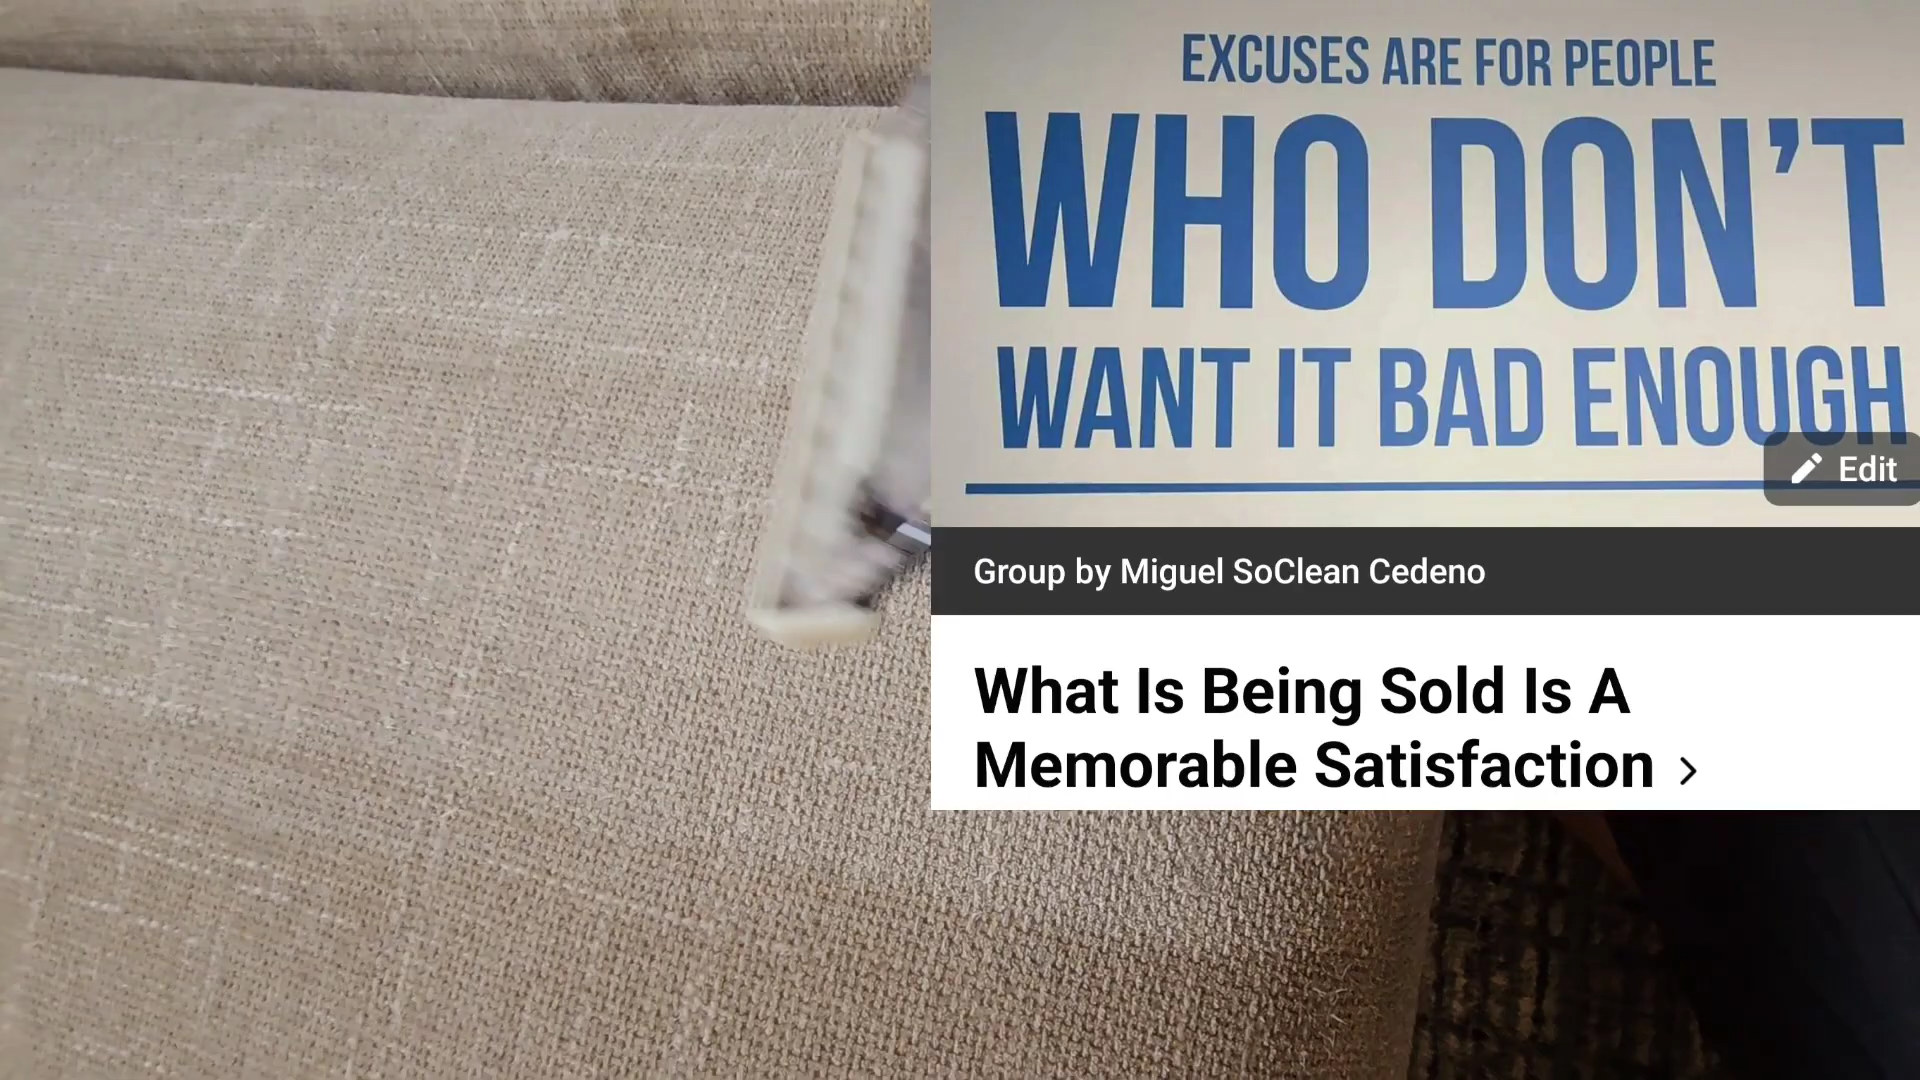 EXCUSES ARE FOR PEOPLE
WHO DON'T
WANT IT BAD ENOUGH
Edit
Group by Miguel SoClean Cedeno
What Is Being Sold Is A
Memorable Satisfaction